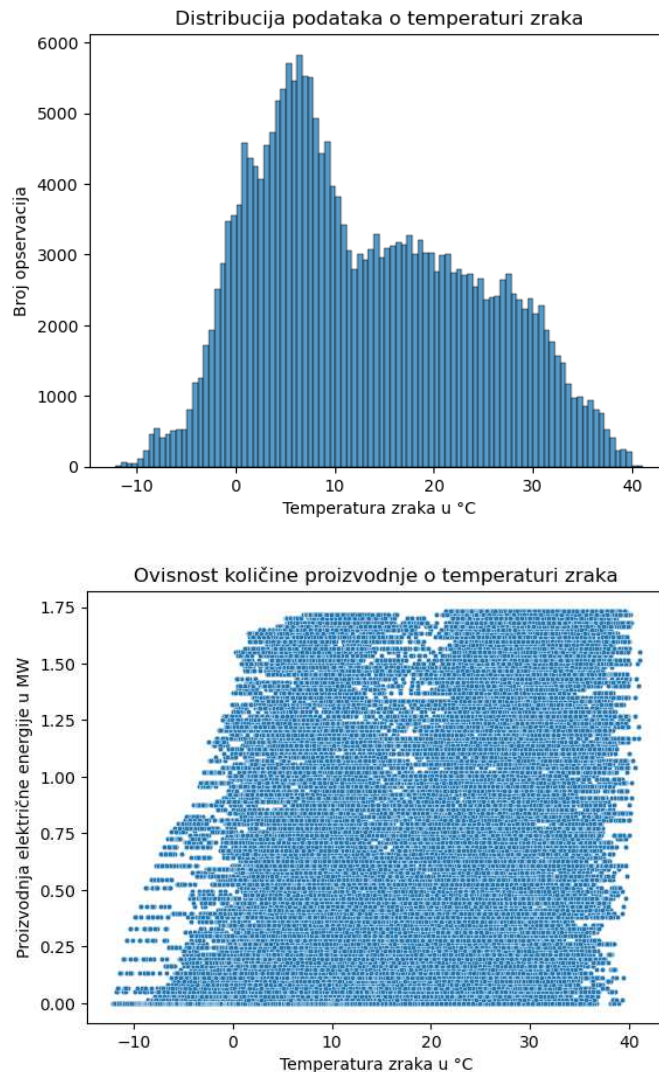 Distribucija podataka o temperaturi zraka
6000
5000
4000
3000
2000
1000
0
Broj opservacija
−10 0 10 20 30 40
Temperatura zraka u °C
Ovisnost količine proizvodnje o temperaturi zraka
1.75
1.50
1.25
1.00
0.75
0.50
0.25
0.00
Proizvodnja električne energije u MW
−10 0 10 20 30 40
Temperatura zraka u °C